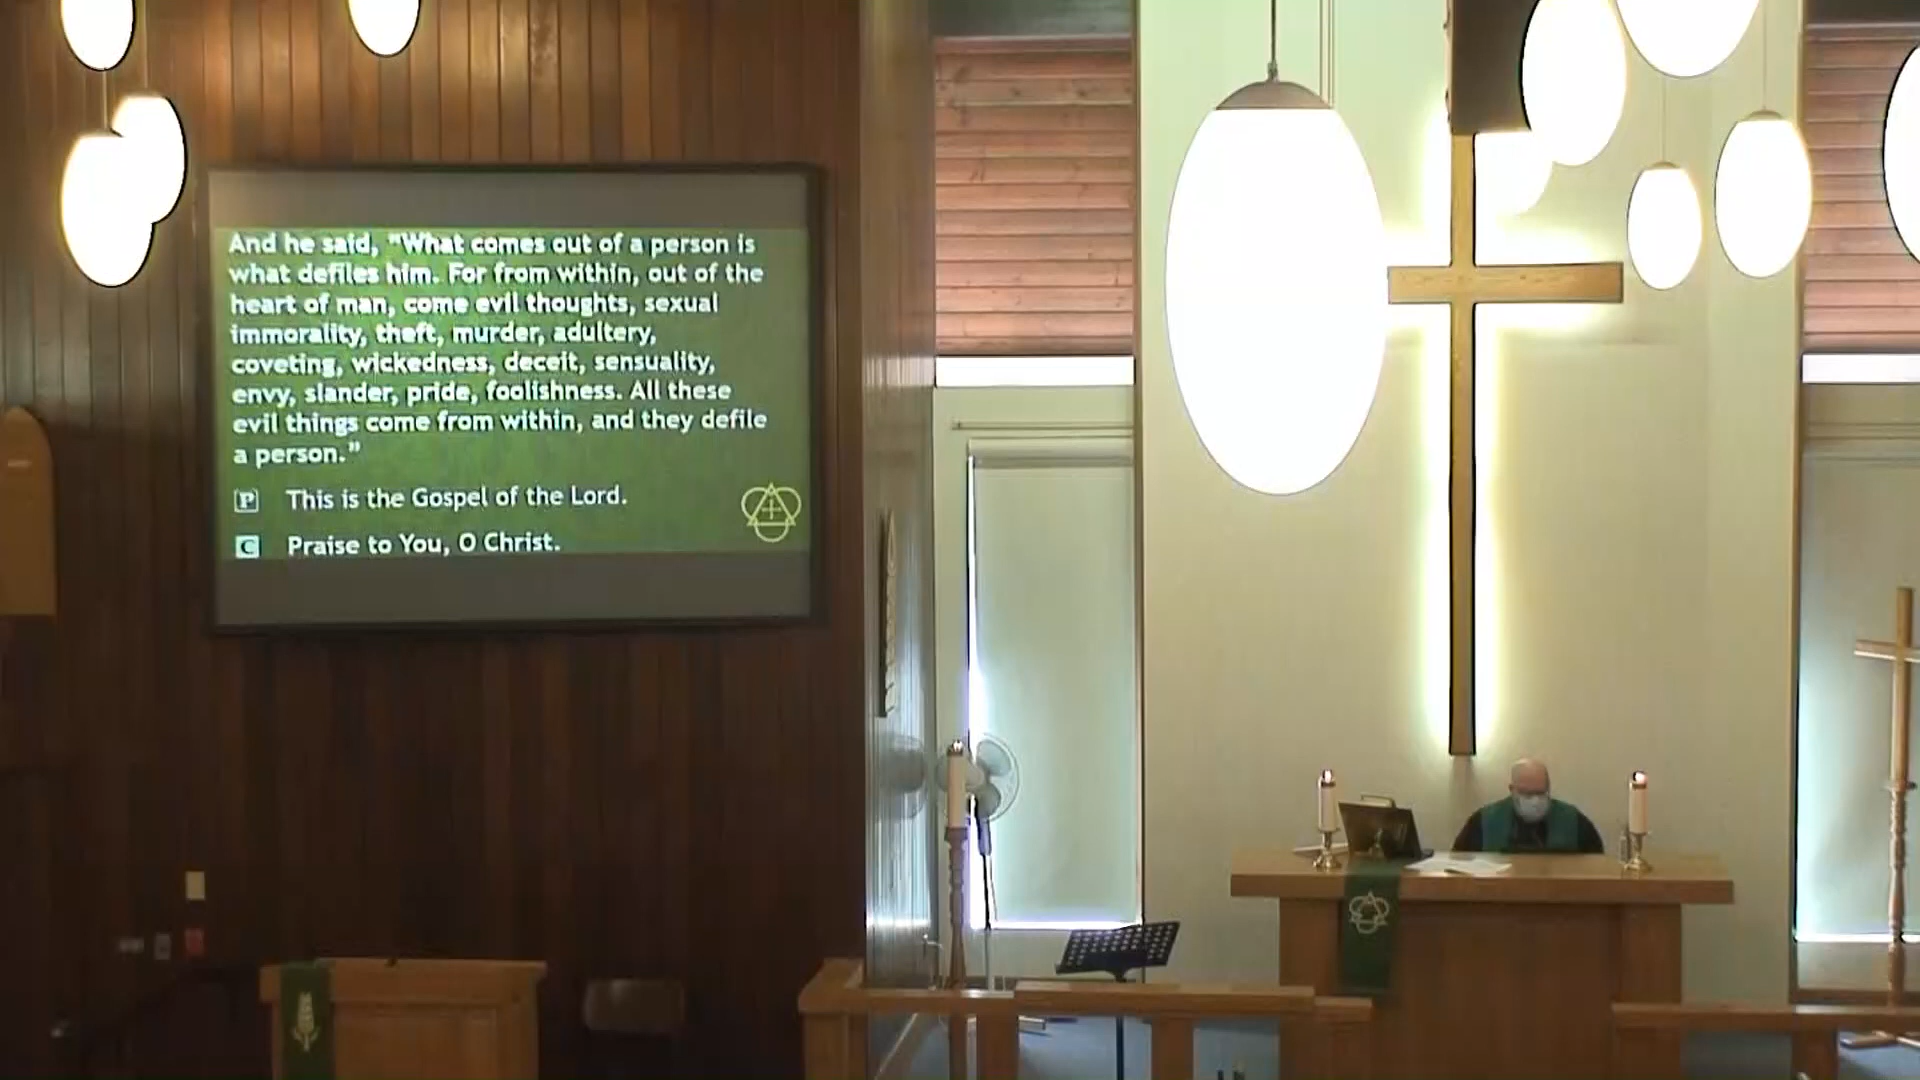 And he said, "What comes out of a person is
what defiles him. For from within, out of the
heart of man, come evil thoughts, sexual
immorality, theft, murder, adultery,
coveting, wickedness, deceit, sensuality,
envy, slander, pride, foolishness. All these
evil things come from within, and they defile
a person."
P This is the Gospel of the Lord.
C Praise to You, O Christ.